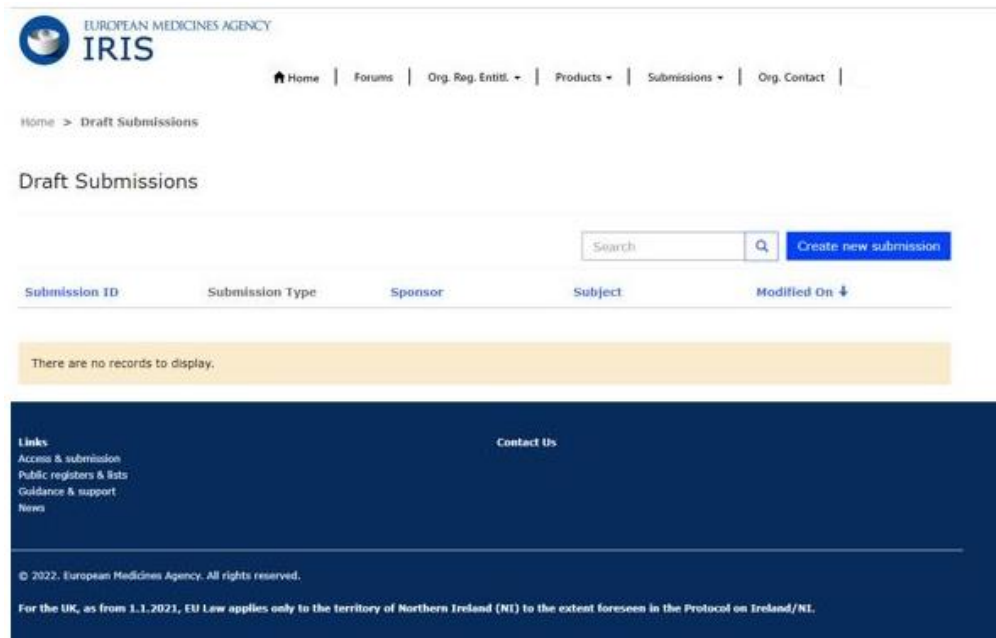 EUROPEAN MEDICINES AGENCY
IRIS
Home | Forums | Org. Reg. Entitl. | Products | Submissions | Org. Contact |
Home > Draft Submissions
Draft Submissions
Search Create new submission
Submission ID Submission Type Sponsor Subject Modified On
There are no records to display.
Links Contact Us
Access & submission
Public registers & lists
Guidance & support
News
© 2022. European Medicines Agency. All rights reserved.
For the UK, as from 1.1.2021, EU Law applies only to the territory of Northern Ireland (NI) to the extent foreseen in the Protocol on Ireland/NI.